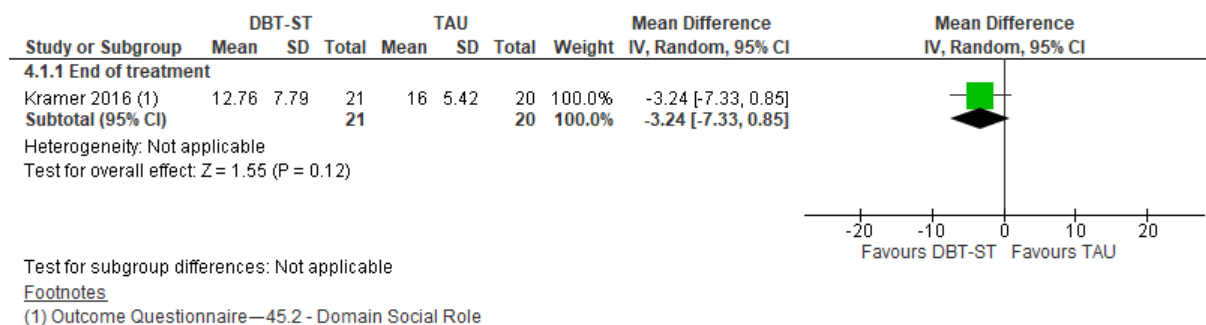 DBT-ST TAU Mean Difference Mean Difference
Study or Subgroup Mean SD Total Mean SD Total Weight IV, Random, 95% CI IV, Random, 95% CI
4.1.1 End of treatment
Kramer 2016 (1) 12.76 7.79 21 16 5.42 20 100.0% -3.24 [-7.33, 0.85]
Subtotal (95% CI) 21 20 100.0% -3.24 [-7.33, 0.85]
Heterogeneity: Not applicable
Test for overall effect: Z = 1.55 (P = 0.12)
-20 -10 0 10 20
Favours DBT-ST Favours TAU
Test for subgroup differences: Not applicable
Footnotes
(1) Outcome Questionnaire—45.2 - Domain Social Role